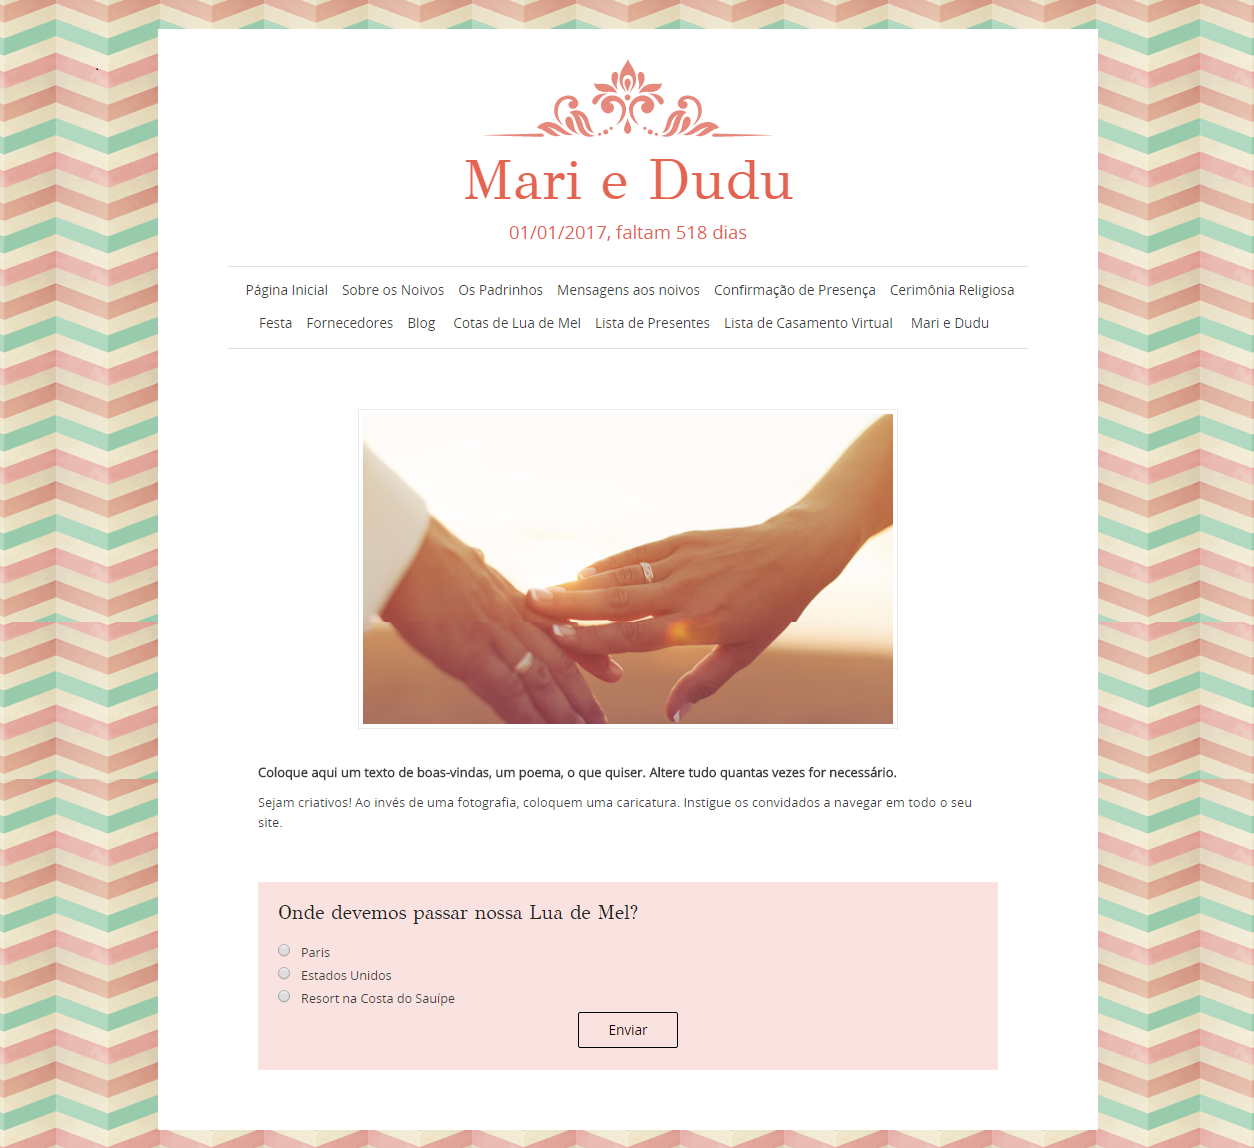 Mari e Dudu
01/01/2017, faltam 518 dias
Página Inicial Sobre os Noivos Os Padrinhos Mensagens aos noivos Confirmação de Presença Cerimônia Religiosa
Festa Fornecedores Blog Cotas de Lua de Mel Lista de Presentes Lista de Casamento Virtual Mari e Dudu
Coloque aqui um texto de boas-vindas, um poema, o que quiser. Altere tudo quantas vezes for necessário.
Sejam criativos! Ao invés de uma fotografia, coloquem uma caricatura. Instigue os convidados a navegar em todo o seu
site.
Onde devemos passar nossa Lua de Mel?
Paris
Estados Unidos
Resort na Costa do Sauípe
Enviar